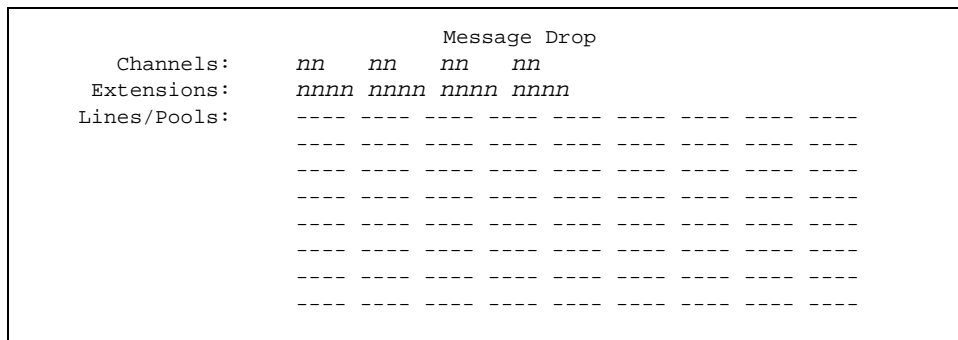 Message Drop
Channels: nn nn nn nn
Extensions: nnnn nnnn nnnn nnnn
Lines/Pools: ---- ---- ---- ---- ---- ---- ---- ---- ----
---- ---- ---- ---- ---- ---- ---- ---- ----
---- ---- ---- ---- ---- ---- ---- ---- ----
---- ---- ---- ---- ---- ---- ---- ---- ----
---- ---- ---- ---- ---- ---- ---- ---- ----
---- ---- ---- ---- ---- ---- ---- ---- ----
---- ---- ---- ---- ---- ---- ---- ---- ----
---- ---- ---- ---- ---- ---- ---- ---- ----